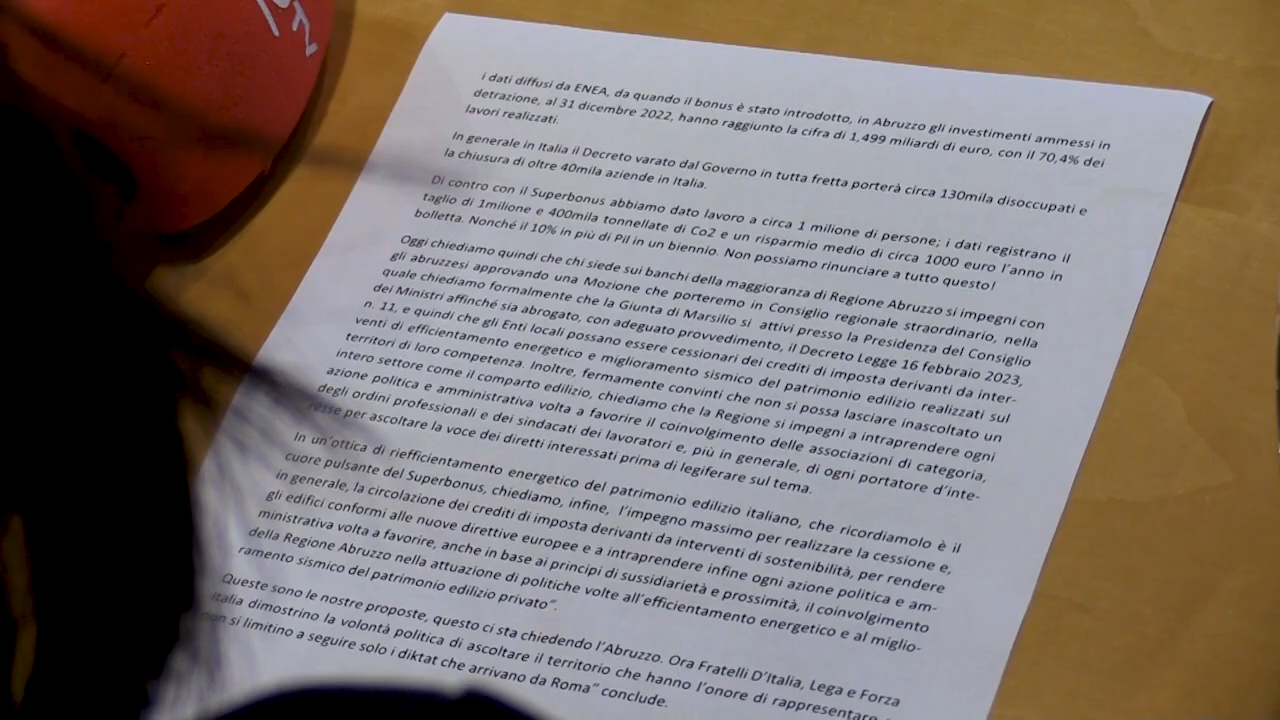 i dati diffusi da ENEA, da quando il bonus è stato introdotto, in Abruzzo gli investimenti ammessi in
detrazione, al 31 dicembre 2022, hanno raggiunto la cifra di 1,499 miliardi di euro, con il 70,4% dei
lavori realizzati.
In generale in Italia il Decreto varato dal Governo in tutta fretta porterà circa 130mila disoccupati e
la chiusura di oltre 40mila aziende in Italia.
Di contro con il Superbonus abbiamo dato lavoro a circa 1 milione di persone; i dati registrano il
taglio di 1milione e 400mila tonnellate di Co2 e un risparmio medio di circa 1000 euro l'anno in
bolletta. Nonché il 10% in più di Pil in un biennio. Non possiamo rinunciare a tutto questo!
Oggi chiediamo quindi che chi siede sui banchi della maggioranza di Regione Abruzzo si impegni con
gli abruzzesi approvando una Mozione che porteremo in Consiglio regionale straordinario, nella
quale chiediamo formalmente che la Giunta di Marsilio si attivi presso la Presidenza del Consiglio
dei Ministri affinché sia abrogato, con adeguato provvedimento, il Decreto Legge 16 febbraio 2023,
n. 11, e quindi che gli Enti locali possano essere cessionari dei crediti di imposta derivanti da inter-
venti di efficientamento energetico e miglioramento sismico del patrimonio edilizio realizzati sul
territori di loro competenza. Inoltre, fermamente convinti che non si possa lasciare inascoltato un
intero settore come il comparto edilizio, chiediamo che la Regione si impegni a intraprendere ogni
azione politica e amministrativa volta a favorire il coinvolgimento delle associazioni di categoria,
degli ordini professionali e dei sindacati dei lavoratori e, più in generale, di ogni portatore d'inte-
resse per ascoltare la voce dei diretti interessati prima di legiferare sul tema.
In un'ottica di riefficientamento energetico del patrimonio edilizio italiano, che ricordiamolo è il
cuore pulsante del Superbonus, chiediamo, infine, l'impegno massimo per realizzare la cessione e,
in generale, la circolazione dei crediti di imposta derivanti da interventi di sostenibilità, per rendere
gli edifici conformi alle nuove direttive europee e a intraprendere infine ogni azione politica e am-
ministrativa volta a favorire, anche in base ai principi di sussidiarietà e prossimità, il coinvolgimento
della Regione Abruzzo nella attuazione di politiche volte all'efficientamento energetico e al miglio-
ramento sismico del patrimonio edilizio privato".
Queste sono le nostre proposte, questo ci sta chiedendo l'Abruzzo. Ora Fratelli D'Italia, Lega e Forza
Italia dimostrino la volontà politica di ascoltare il territorio che hanno l'onore di rappresentare
non si limitino a seguire solo i diktat che arrivano da Roma" conclude.